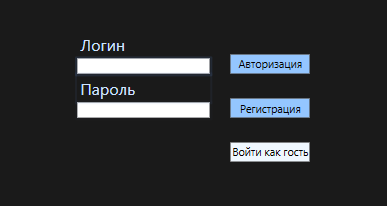 Логин
Авторизация
Пароль
Регистрация
Войти как гость